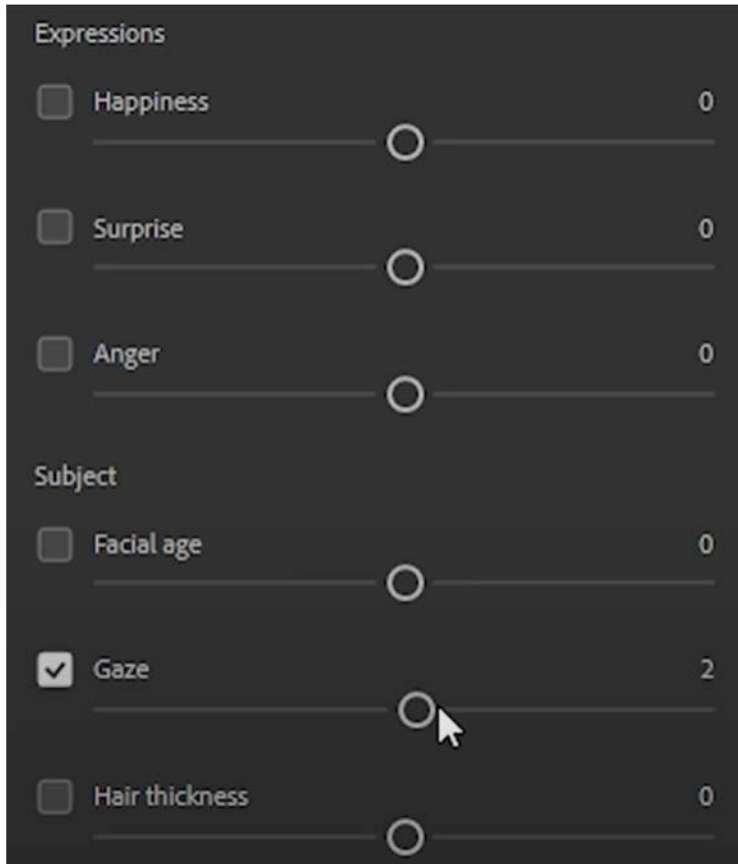 Expressions
Happiness 0
Surprise 0
Anger 0
Subject
Facial age 0
Gaze 2
Hair thickness 0